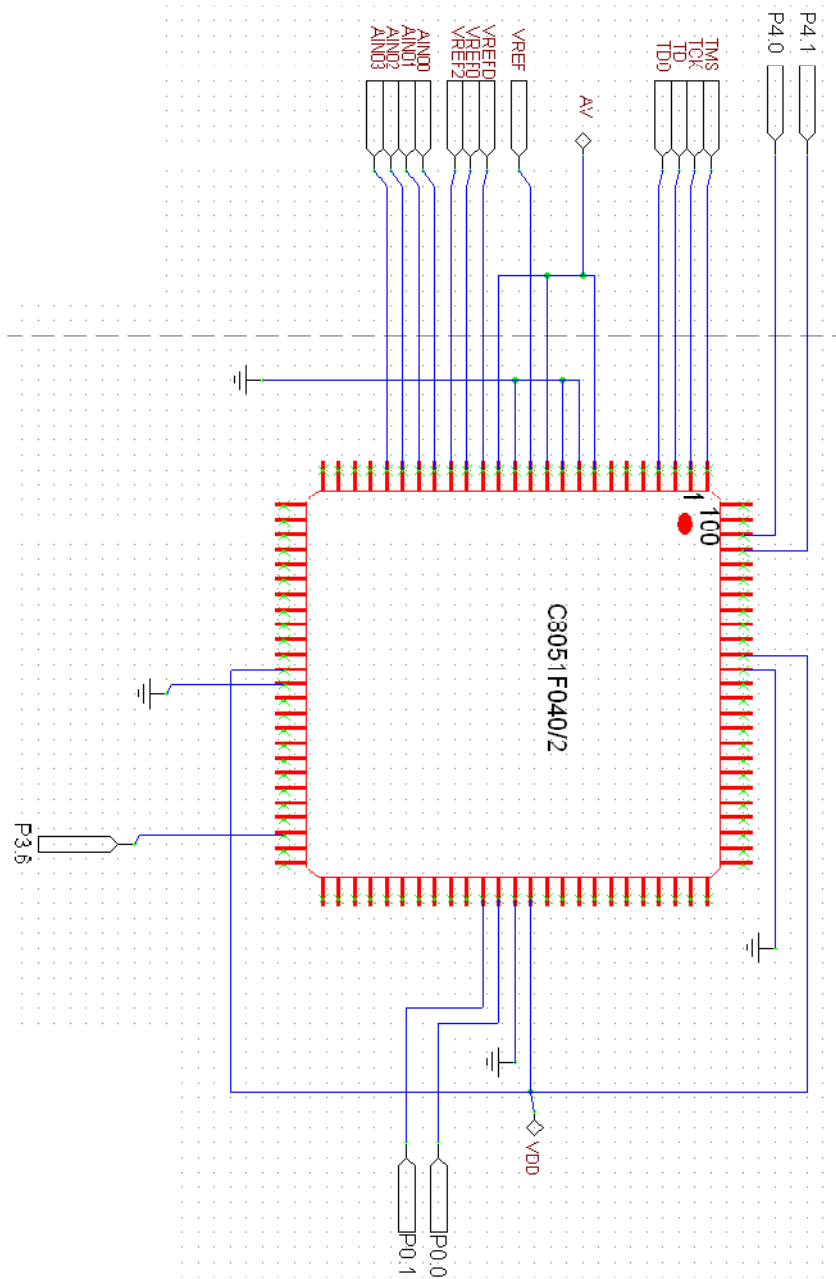 P4.1
P4.0
TMS
TCK
TD
TDO
AV
VREF
VREFD
VREF0
VREF2
AIN00
AIN01
AIN02
AIN03
1
100
C8051F040/2
P3.6
VDD
P0.0
P0.1